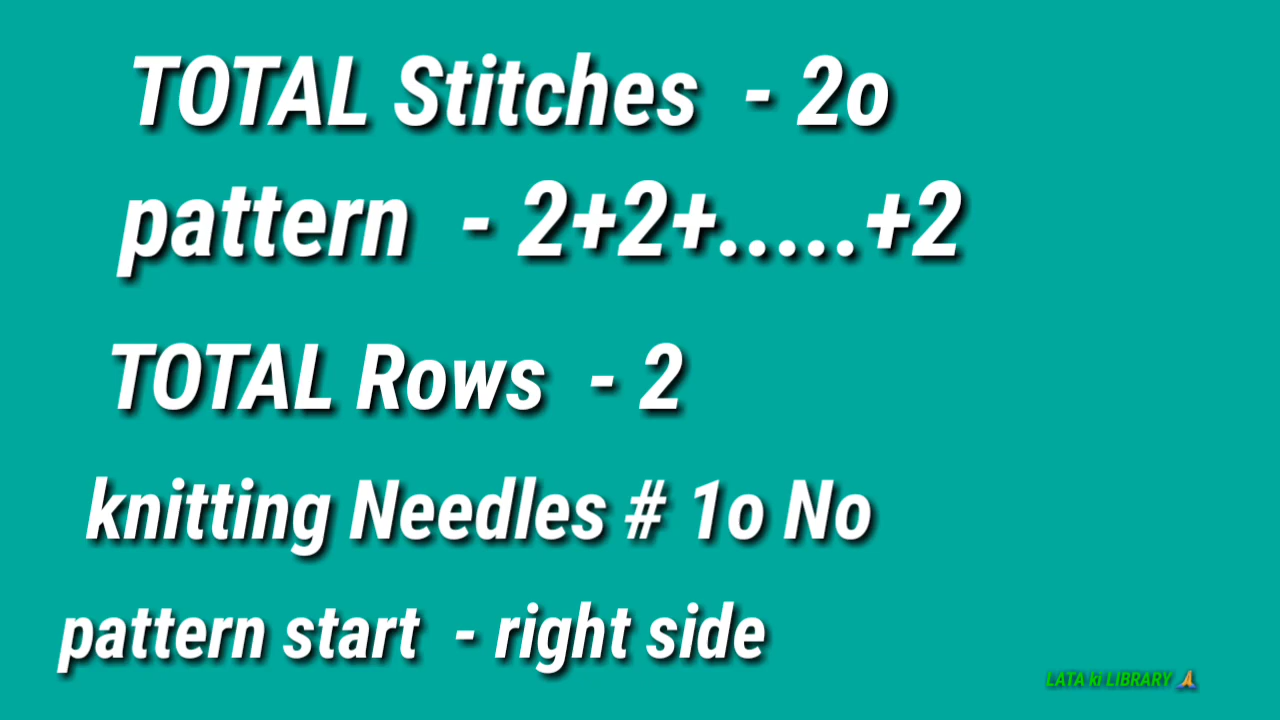 TOTAL Stitches - 2o
pattern - 2+2+.....+2
TOTAL Rows - 2
knitting Needles # 1o No
pattern start - right side
LATA ki LIBRARY 🙏